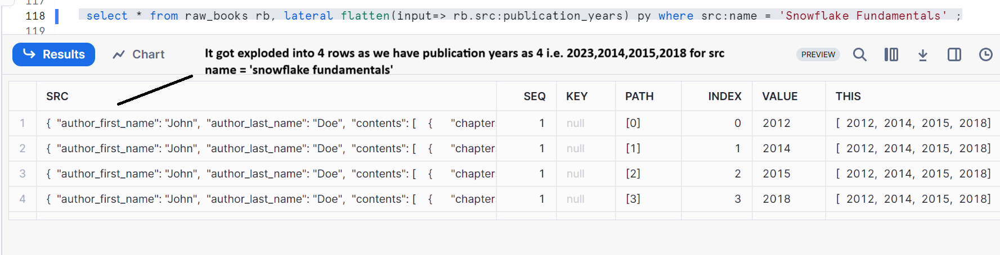 117
118 select * from raw_books rb, lateral flatten(input=> rb.src:publication_years) py where src:name = 'Snowflake Fundamentals' ;
119
Results Chart
It got exploded into 4 rows as we have publication years as 4 i.e. 2023,2014,2015,2018 for src
name = 'snowflake fundamentals'
PREVIEW
SRC SEQ KEY PATH INDEX VALUE THIS
1 { "author_first_name": "John", "author_last_name": "Doe", "contents": [ { "chapter 1 null [0] 0 2012 [ 2012, 2014, 2015, 2018]
2 { "author_first_name": "John", "author_last_name": "Doe", "contents": [ { "chapter 1 null [1] 1 2014 [ 2012, 2014, 2015, 2018]
3 { "author_first_name": "John", "author_last_name": "Doe", "contents": [ { "chapter 1 null [2] 2 2015 [ 2012, 2014, 2015, 2018]
4 { "author_first_name": "John", "author_last_name": "Doe", "contents": [ { "chapter 1 null [3] 3 2018 [ 2012, 2014, 2015, 2018]